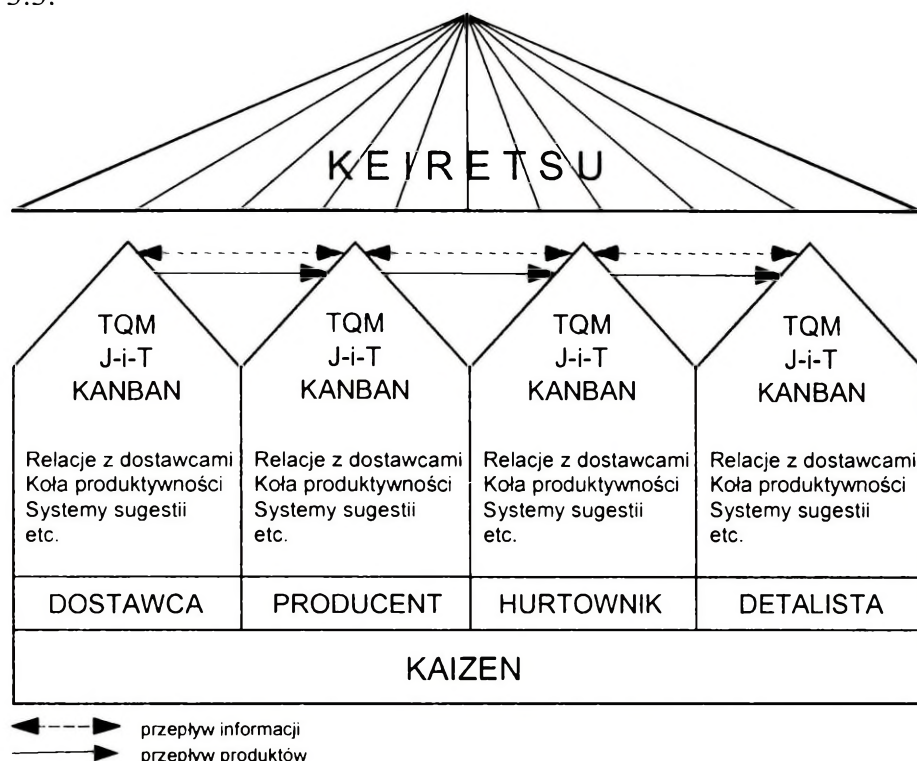 KEIRETSU
TQM
J-i-T
KANBAN
Relacje z dostawcami
Koła produktywności
Systemy sugestii
etc.
DOSTAWCA
TQM
J-i-T
KANBAN
Relacje z dostawcami
Koła produktywności
Systemy sugestii
etc.
PRODUCENT
TQM
J-i-T
KANBAN
Relacje z dostawcami
Koła produktywności
Systemy sugestii
etc.
HURTOWNIK
TQM
J-i-T
KANBAN
Relacje z dostawcami
Koła produktywności
Systemy sugestii
etc.
DETALISTA
KAIZEN
przepływ informacji
przepływ produktów